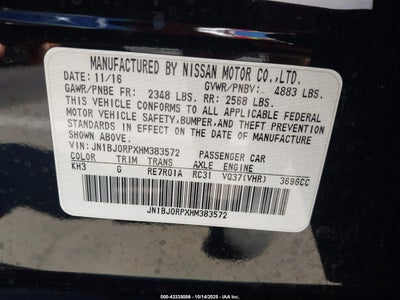 MANUFACTURED BY NISSAN MOTOR CO.,LTD.
DATE: 11/16 GVWR/PNBV: 4883 LBS.
GAWR/PNBE FR: 2348 LBS. RR: 2568 LBS.
THIS VEHICLE CONFORMS TO ALL APPLICABLE FEDERAL
MOTOR VEHICLE SAFETY, BUMPER, AND THEFT PREVENTION
STANDARDS IN EFFECT ON THE DATE OF MANUFACTURE
SHOWN ABOVE.
VIN: JN1BJ0RPXHM383572 PASSENGER CAR
COLOR TRIM TRANS AXLE ENGINE
KH3 G RE7R01A RC31 VQ37(VHR) 3696CC
JN1BJ0RPXHM383572
000-43338086 - 10/14/2025 - IAA Inc.